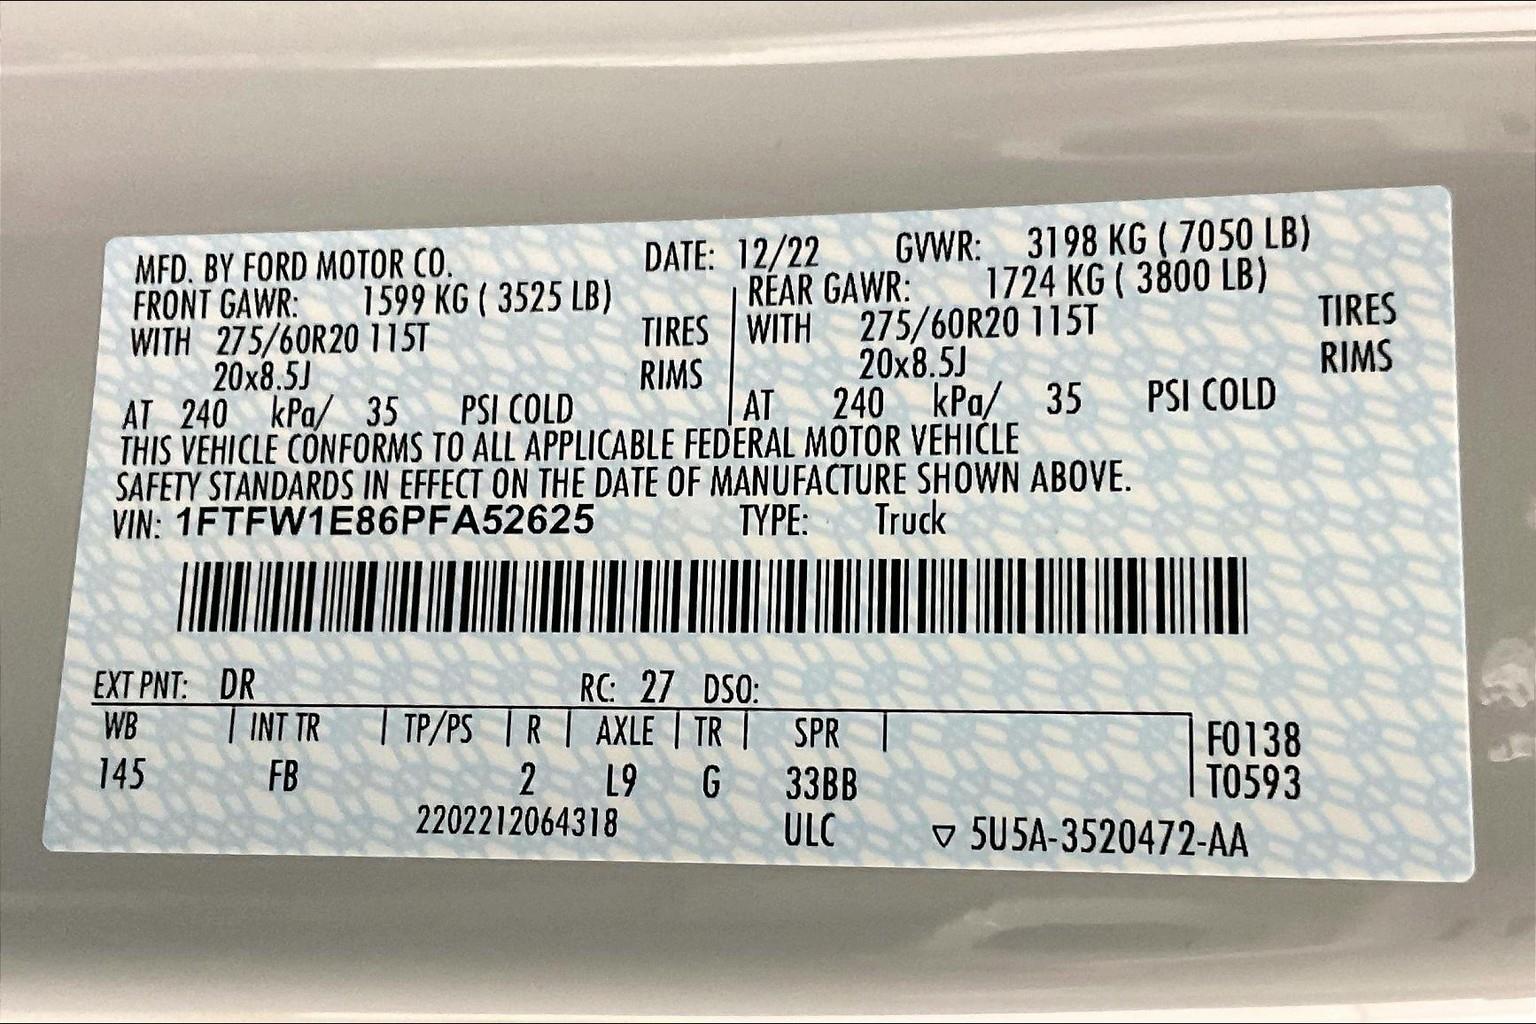 MFD. BY FORD MOTOR CO. DATE: 12/22 GVWR: 3198 KG ( 7050 LB)
FRONT GAWR: 1599 KG ( 3525 LB) REAR GAWR: 1724 KG ( 3800 LB)
WITH 275/60R20 115T TIRES WITH 275/60R20 115T TIRES
20x8.5J RIMS 20x8.5J RIMS
AT 240 kPa/ 35 PSI COLD AT 240 kPa/ 35 PSI COLD
THIS VEHICLE CONFORMS TO ALL APPLICABLE FEDERAL MOTOR VEHICLE
SAFETY STANDARDS IN EFFECT ON THE DATE OF MANUFACTURE SHOWN ABOVE.
VIN: 1FTFW1E86PFA52625 TYPE: Truck
EXT PNT: DR RC: 27 DSO:
WB | INT TR | TP/PS | R | AXLE | TR | SPR | F0138
145 FB 2 L9 G 33BB T0593
2202212064318 ULC ▽ 5U5A-3520472-AA